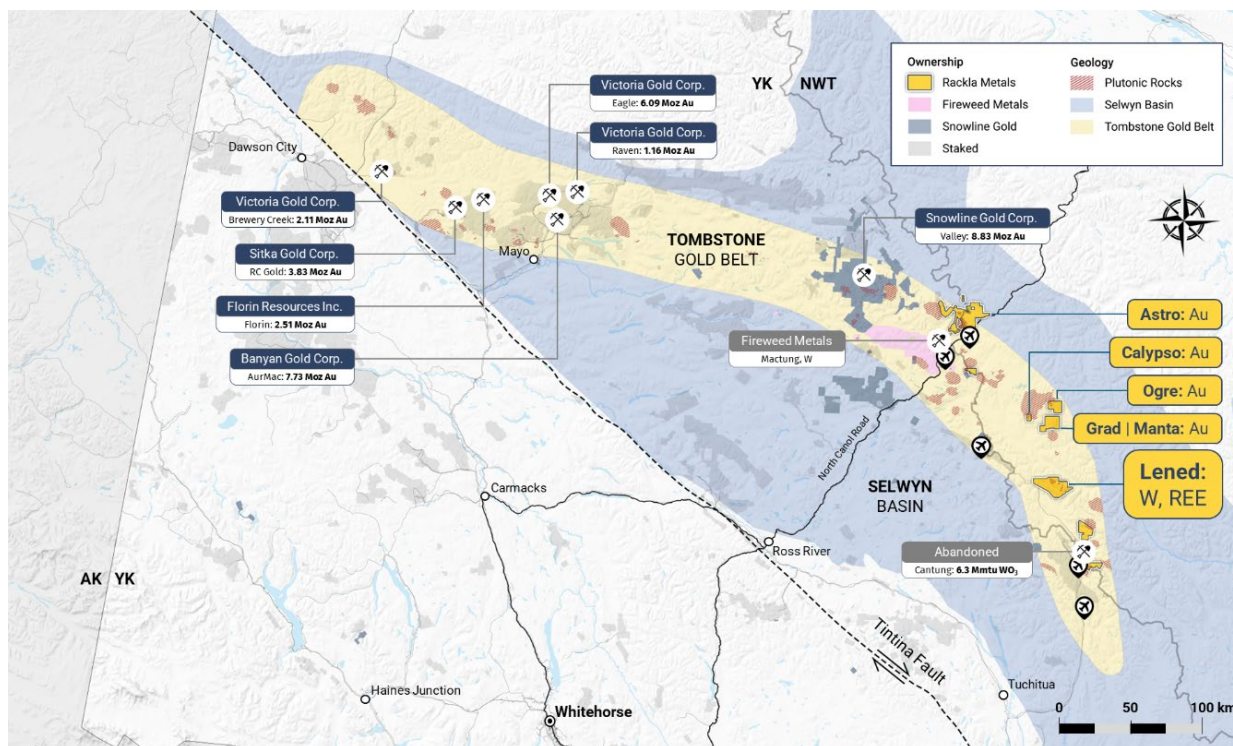 YK
NWT
Ownership
Rackla Metals
Fireweed Metals
Snowline Gold
Staked
Geology
Plutonic Rocks
Selwyn Basin
Tombstone Gold Belt
Victoria Gold Corp.
Eagle: 6.09 Moz Au
Victoria Gold Corp.
Raven: 1.16 Moz Au
Dawson City
Victoria Gold Corp.
Brewery Creek: 2.11 Moz Au
Sitka Gold Corp.
RC Gold: 3.83 Moz Au
Florin Resources Inc.
Florin: 2.51 Moz Au
Banyan Gold Corp.
AurMac: 7.73 Moz Au
Mayo
TOMBSTONE
GOLD BELT
Snowline Gold Corp.
Valley: 8.83 Moz Au
Fireweed Metals
Mactung, W
Astro: Au
Calypso: Au
Ogre: Au
Grad | Manta: Au
Lened:
W, REE
North Canol Road
SELWYN
BASIN
Carmacks
Ross River
Abandoned
Cantung: 6.3 Mmtu WO₃
AK
YK
Tintina Fault
Haines Junction
Whitehorse
Tuchitua
0 50 100 km